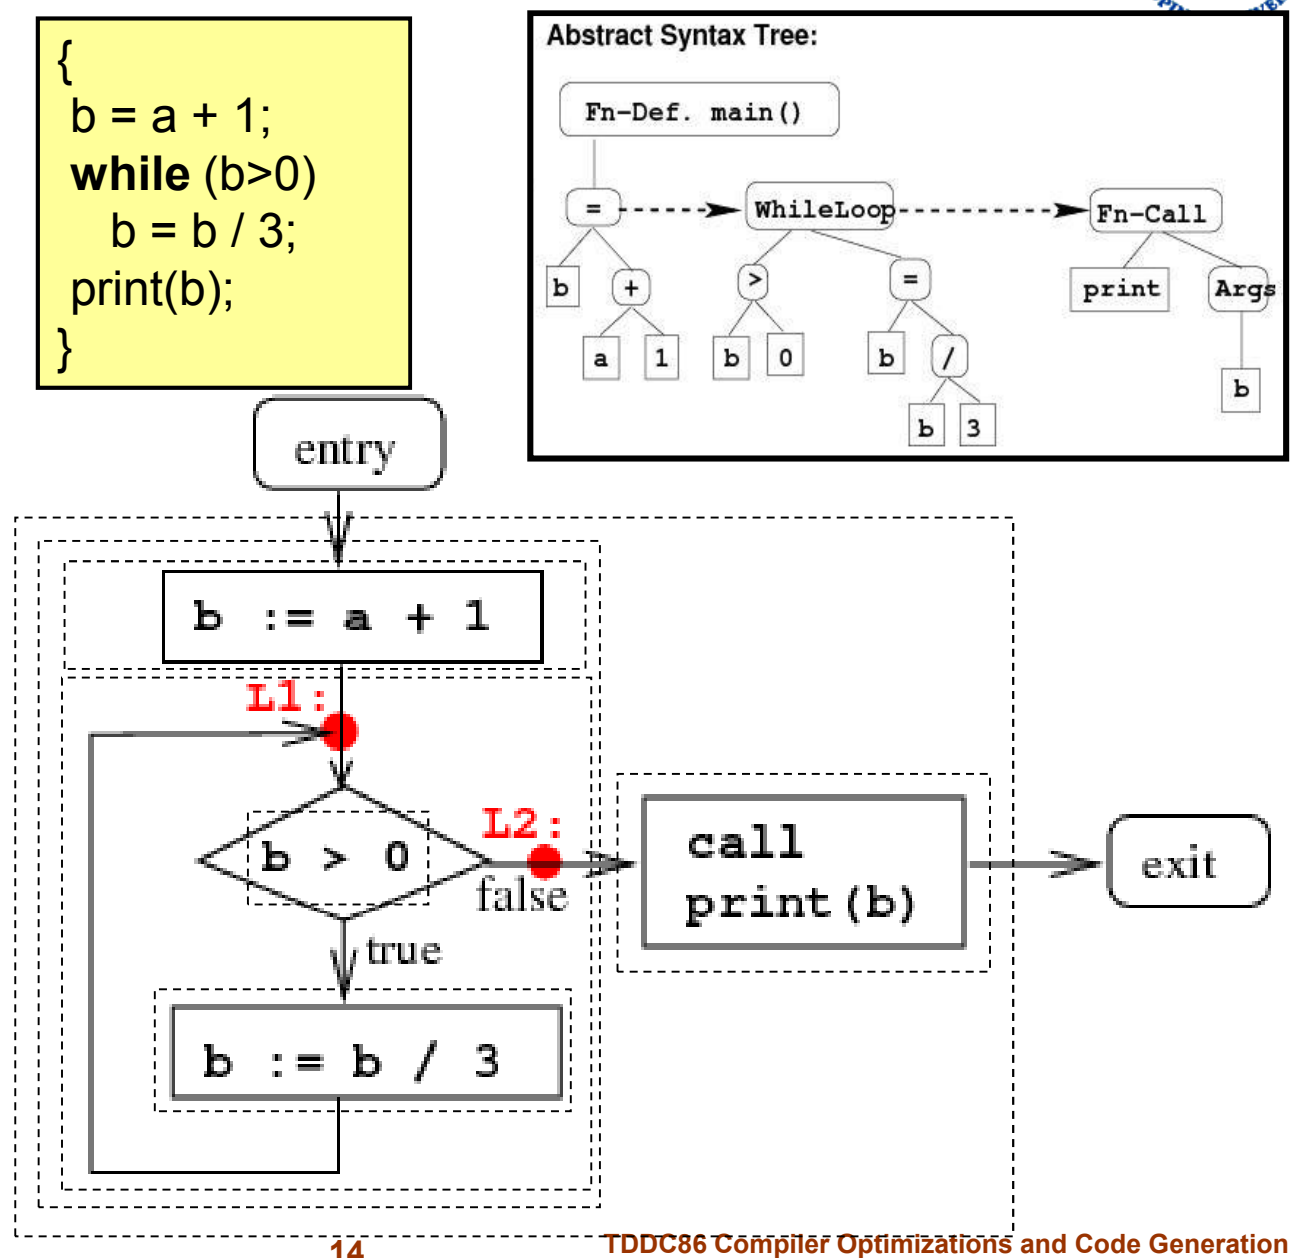 {
b = a + 1;
while (b>0)
b = b / 3;
print(b);
}
Abstract Syntax Tree:
Fn-Def. main()
=
WhileLoop
Fn-Call
b
+
>
=
print
Args
a
1
b
0
b
/
b
b
3
entry
b := a + 1
L1:
b > 0
L2:
false
true
call
print(b)
exit
b := b / 3
14
TDDC86 Compiler Optimizations and Code Generation